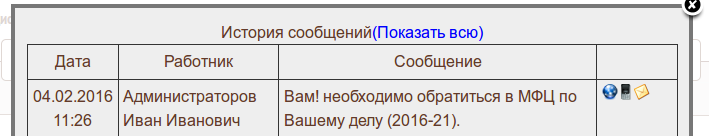 История сообщений(Показать всю)
Дата Работник Сообщение
04.02.2016 Администраторов Вам! необходимо обратиться в МФЦ по
11:26 Иван Иванович Вашему делу (2016-21).